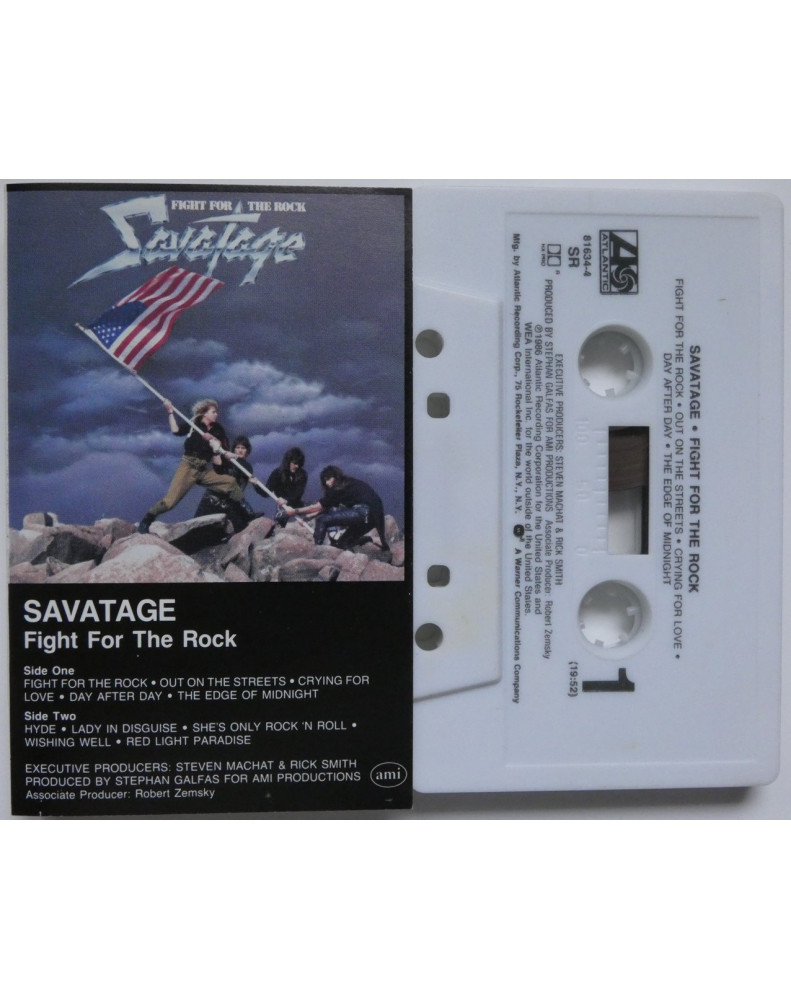 FIGHT FOR THE ROCK
Savatage
SAVATAGE
Fight For The Rock
Side One
FIGHT FOR THE ROCK • OUT ON THE STREETS • CRYING FOR
LOVE • DAY AFTER DAY • THE EDGE OF MIDNIGHT
Side Two
HYDE • LADY IN DISGUISE • SHE'S ONLY ROCK 'N ROLL •
WISHING WELL • RED LIGHT PARADISE
EXECUTIVE PRODUCERS: STEVEN MACHAT & RICK SMITH
PRODUCED BY STEPHAN GALFAS FOR AMI PRODUCTIONS
Associate Producer: Robert Zemsky
ami
SAVATAGE • FIGHT FOR THE ROCK
FIGHT FOR THE ROCK • OUT ON THE STREETS • CRYING FOR LOVE •
DAY AFTER DAY • THE EDGE OF MIDNIGHT
ATLANTIC
81634-4
SR
1
(19:52)
100 50 0
EXECUTIVE PRODUCERS: STEVEN MACHAT & RICK SMITH
PRODUCED BY STEPHAN GALFAS FOR AMI PRODUCTIONS Associate Producer: Robert Zemsky
℗1986 Atlantic Recording Corporation for the United States and
WEA International Inc. for the world outside of the United States.
Mfg. by Atlantic Recording Corp., 75 Rockefeller Plaza, N.Y., N.Y. A Warner Communications Company